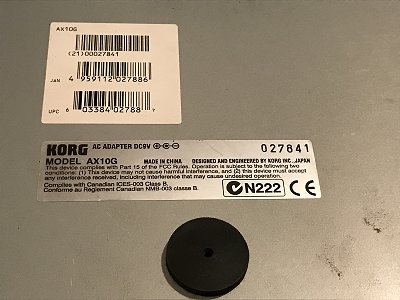 AX10G
(21)00027841
JAN 4 959112 027886
UPC 6 03384 02788 7
KORG AC ADAPTER DC9V 027841
MODEL AX10G MADE IN CHINA DESIGNED AND ENGINEERED BY KORG INC., JAPAN
This device complies with Part 15 of the FCC Rules. Operation is subject to the following two
conditions: (1) This device may not cause harmful interference, and (2) this device must accept
any interference received, including interference that may cause undesired operation.
Complies with Canadian ICES-003 Class B.
Conforme au Reglement Canadien NMB-003 classe B.
N222 CE